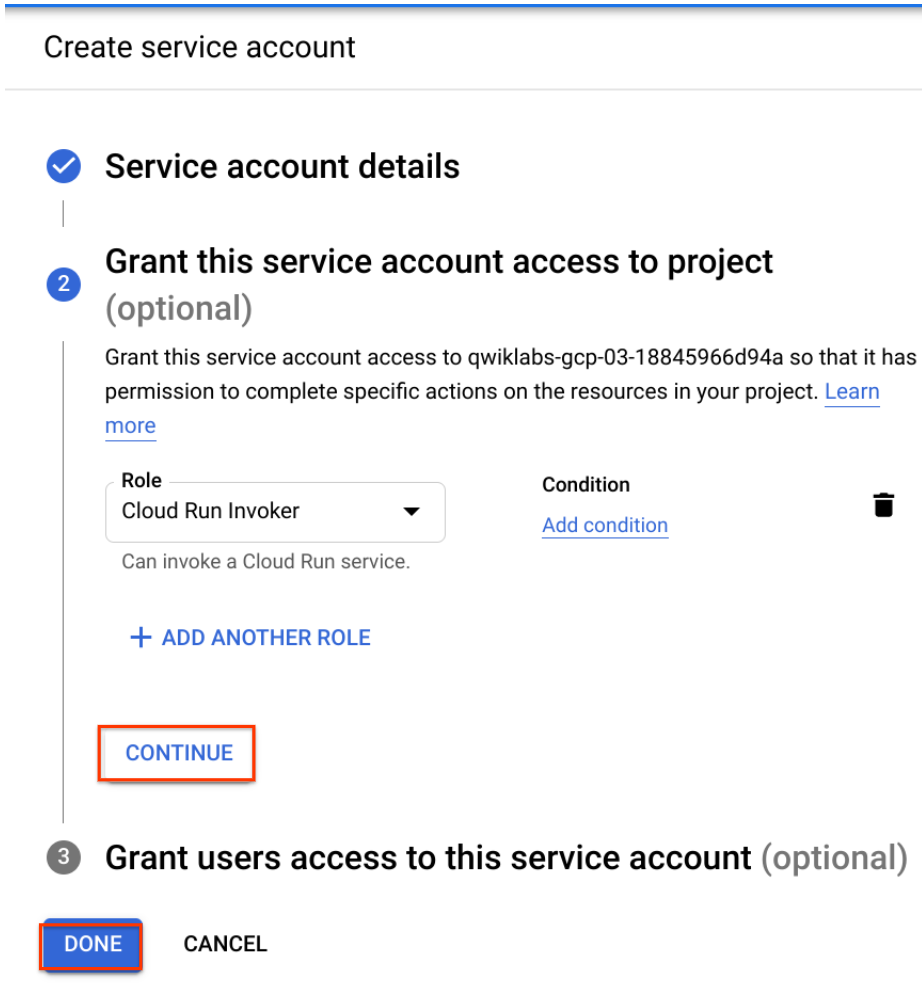 Create service account
Service account details
2
Grant this service account access to project
(optional)
Grant this service account access to qwiklabs-gcp-03-18845966d94a so that it has
permission to complete specific actions on the resources in your project. Learn
more
Role
Cloud Run Invoker
Condition
Add condition
Can invoke a Cloud Run service.
+ ADD ANOTHER ROLE
CONTINUE
3
Grant users access to this service account (optional)
DONE
CANCEL